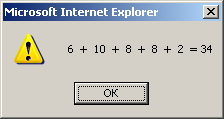 Microsoft Internet Explorer
6 + 10 + 8 + 8 + 2 = 34
OK